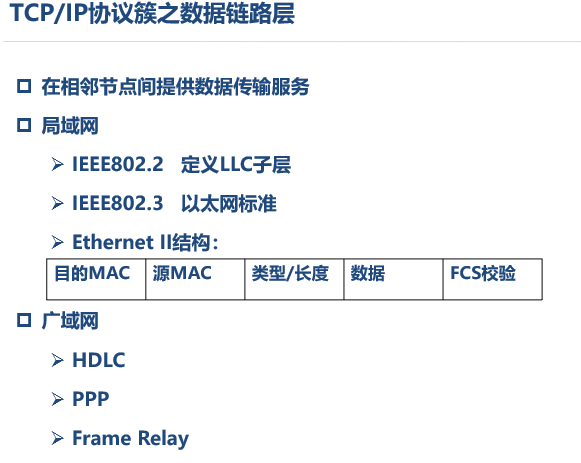 TCP/IP协议簇之数据链路层
在相邻节点间提供数据传输服务
局域网
IEEE802.2 定义LLC子层
IEEE802.3 以太网标准
Ethernet II结构：
目的MAC 源MAC 类型/长度 数据 FCS校验
广域网
HDLC
PPP
Frame Relay